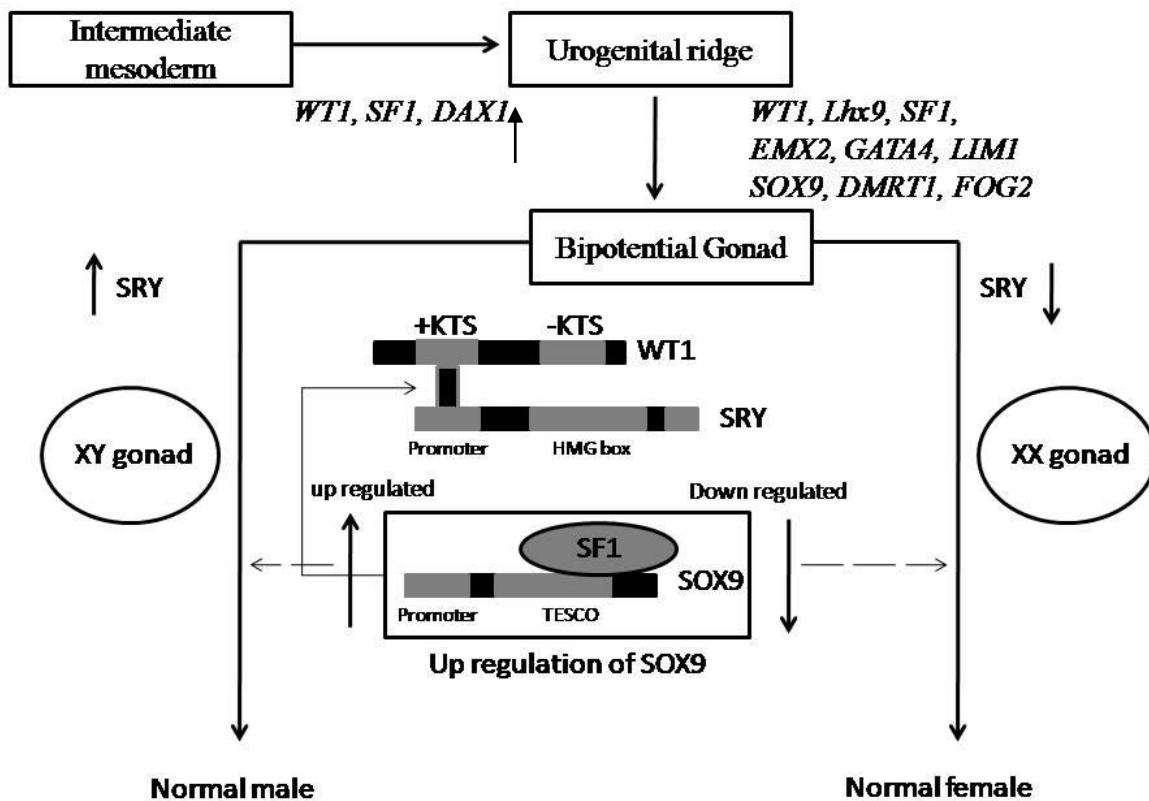 Intermediate
mesoderm
Urogenital ridge
WT1, SF1, DAX1
WT1, Lhx9, SF1,
EMX2, GATA4, LIM1
SOX9, DMRT1, FOG2
Bipotential Gonad
SRY
SRY
+KTS
-KTS
WT1
SRY
Promoter
HMG box
XY gonad
XX gonad
up regulated
Down regulated
SF1
SOX9
Promoter
TESCO
Up regulation of SOX9
Normal male
Normal female